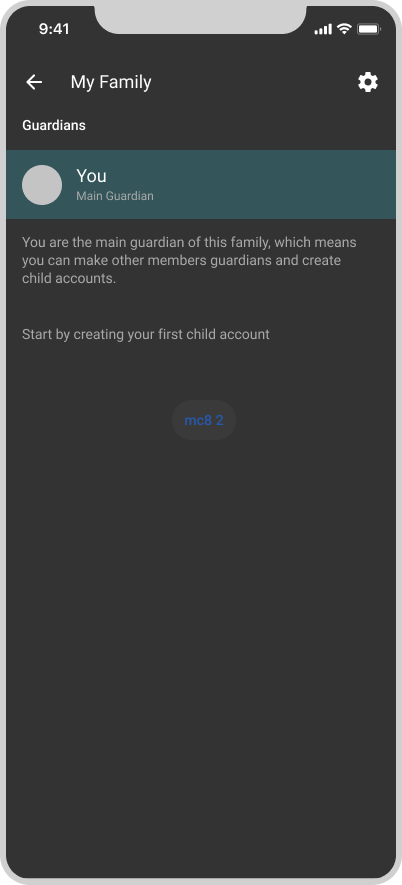 9:41
My Family
Guardians
You
Main Guardian
You are the main guardian of this family, which means
you can make other members guardians and create
child accounts.
Start by creating your first child account
mc8 2